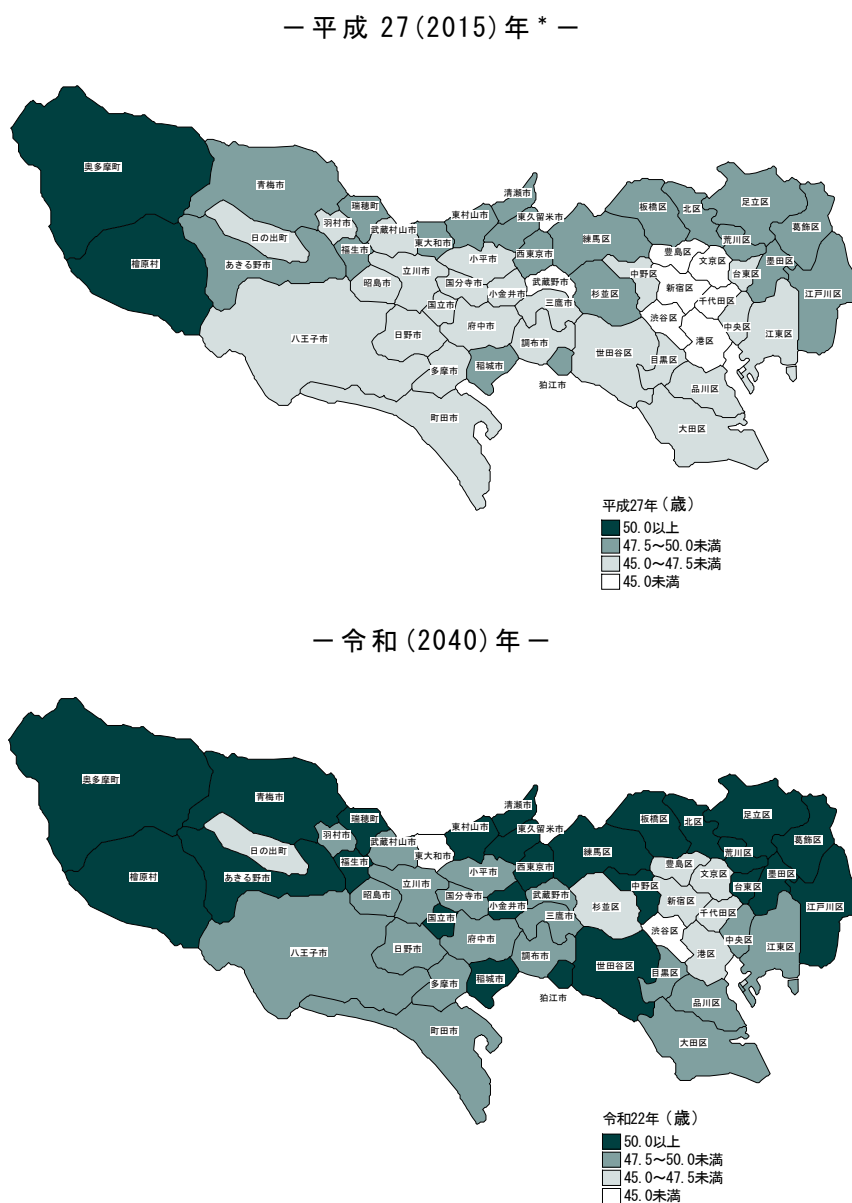 －平成 27(2015)年*－
奥多摩町
青梅市
瑞穂町
清瀬市
東村山市
東久留米市
板橋区
北区
足立区
葛飾区
羽村市
武蔵村山市
東大和市
西東京市
練馬区
荒川区
日の出町
福生市
小平市
豊島区
文京区
墨田区
檜原村
あきる野市
昭島市
立川市
国分寺市
小金井市
武蔵野市
中野区
台東区
新宿区
千代田区
江戸川区
国立市
三鷹市
杉並区
八王子市
日野市
府中市
調布市
渋谷区
中央区
江東区
多摩市
稲城市
狛江市
世田谷区
目黒区
港区
品川区
町田市
大田区
平成27年(歳)
50.0以上
47.5～50.0未満
45.0～47.5未満
45.0未満
－令和(2040)年－
奥多摩町
青梅市
瑞穂町
清瀬市
東村山市
東久留米市
板橋区
北区
足立区
葛飾区
羽村市
武蔵村山市
東大和市
西東京市
練馬区
荒川区
日の出町
福生市
小平市
豊島区
文京区
墨田区
檜原村
あきる野市
昭島市
立川市
国分寺市
小金井市
武蔵野市
中野区
台東区
新宿区
千代田区
江戸川区
国立市
三鷹市
杉並区
八王子市
日野市
府中市
調布市
渋谷区
中央区
江東区
多摩市
稲城市
狛江市
世田谷区
目黒区
港区
品川区
町田市
大田区
令和22年(歳)
50.0以上
47.5～50.0未満
45.0～47.5未満
45.0未満